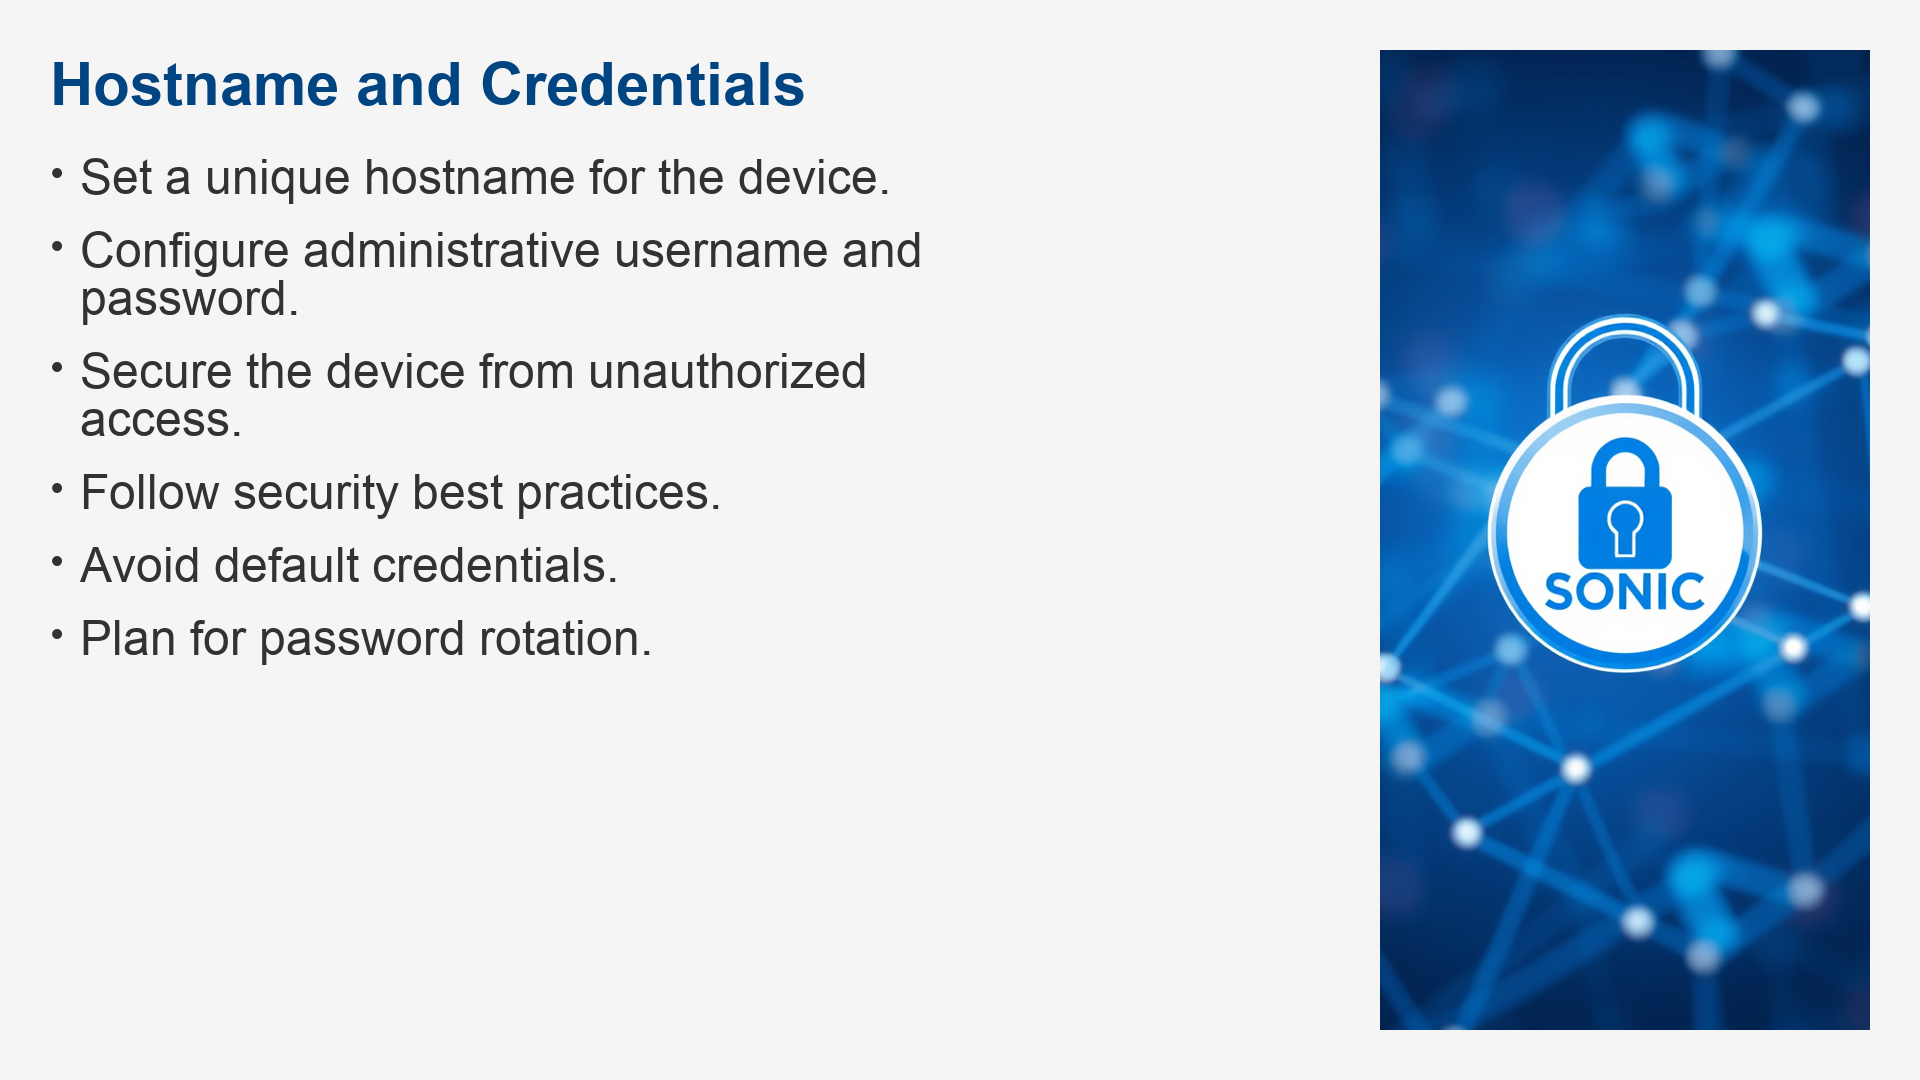 Hostname and Credentials
• Set a unique hostname for the device.
• Configure administrative username and
password.
• Secure the device from unauthorized
access.
• Follow security best practices.
• Avoid default credentials.
• Plan for password rotation.
SONIC